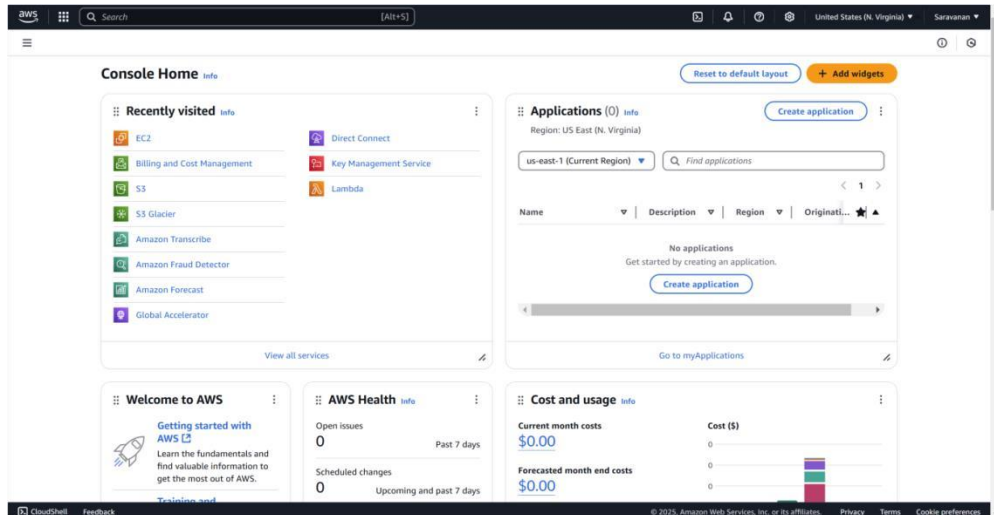 aws
Search [Alt+S]
United States (N. Virginia) Saravanan
Console Home Info
Reset to default layout
+ Add widgets
Recently visited Info
EC2
Billing and Cost Management
S3
S3 Glacier
Amazon Transcribe
Amazon Fraud Detector
Amazon Forecast
Global Accelerator
Direct Connect
Key Management Service
Lambda
View all services
Applications (0) Info
Create application
Region: US East (N. Virginia)
us-east-1 (Current Region)
Find applications
1
Name Description Region Originati...
No applications
Get started by creating an application.
Create application
Go to myApplications
Welcome to AWS
Getting started with
AWS
Learn the fundamentals and
find valuable information to
get the most out of AWS.
Training and
AWS Health Info
Open issues
0 Past 7 days
Scheduled changes
0 Upcoming and past 7 days
Cost and usage Info
Current month costs
$0.00
Forecasted month end costs
$0.00
Cost ($)
0
0
0
CloudShell Feedback
© 2025, Amazon Web Services, Inc. or its affiliates. Privacy Terms Cookie preferences